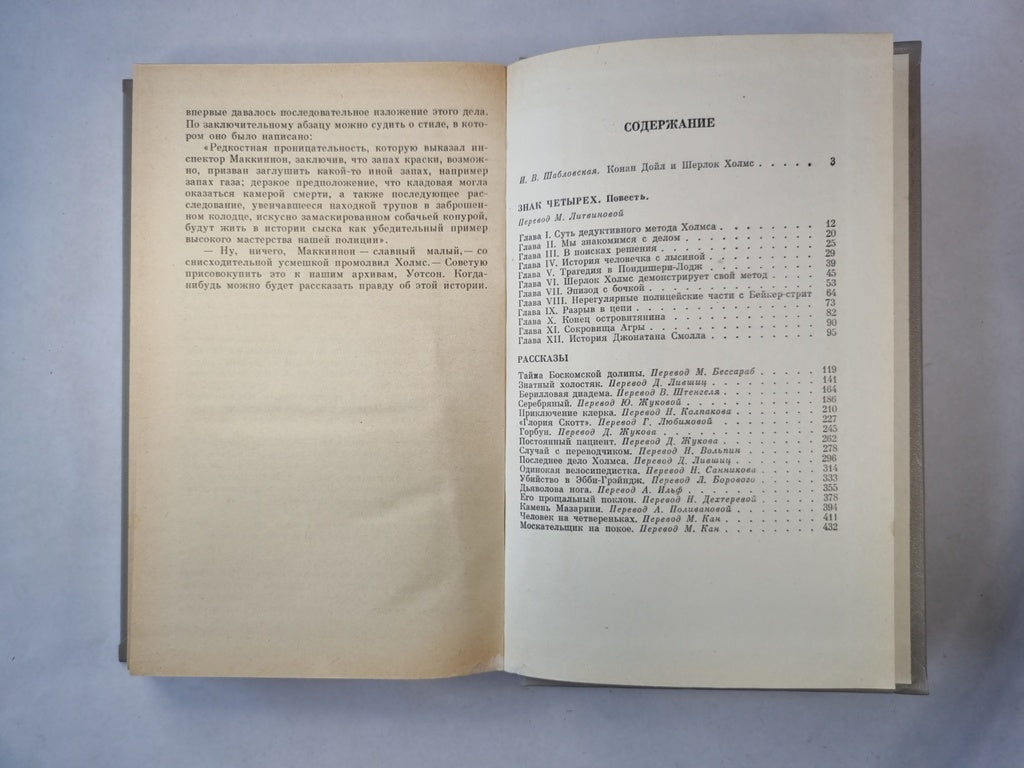 впервые давалось последовательное изложение этого дела.
По заключительному абзацу можно судить о стиле, в кото-
ром оно было написано:
«Редкостная проницательность, которую выказал ин-
спектор Маккиннон, заключив, что запах краски, возмож-
но, призван заглушить какой-то иной запах, например
запах газа; дерзкое предположение, что кладовая могла
оказаться камерой смерти, а также последующее рас-
следование, увенчавшееся находкой трупов в заброшен-
ном колодце, искусно замаскированном собачьей конурой,
будут жить в истории сыска как убедительный пример
высокого мастерства нашей полиции».
— Ну, ничего, Маккиннон — славный малый, — со
снисходительной усмешкой промолвил Холмс. — Советую
присовокупить это к нашим архивам, Уотсон. Когда-
нибудь можно будет рассказать правду об этой истории.
СОДЕРЖАНИЕ
И. В. Шабловская. Конан Дойл и Шерлок Холмс . . . . . 3
ЗНАК ЧЕТЫРЕХ. Повесть.
Перевод М. Литвиновой
Глава I. Суть дедуктивного метода Холмса . . . . . . . . 12
Глава II. Мы знакомимся с делом . . . . . . . . . . . 20
Глава III. В поисках решения . . . . . . . . . . . . 25
Глава IV. История человечка с лысиной . . . . . . . . . 29
Глава V. Трагедия в Пондишери-Лодж . . . . . . . . . 39
Глава VI. Шерлок Холмс демонстрирует свой метод . . . . 45
Глава VII. Эпизод с бочкой . . . . . . . . . . . . . 53
Глава VIII. Нерегулярные полицейские части с Бейкер-стрит 64
Глава IX. Разрыв в цепи . . . . . . . . . . . . . . 73
Глава X. Конец островитянина . . . . . . . . . . . . 82
Глава XI. Сокровища Агры . . . . . . . . . . . . . 90
Глава XII. История Джонатана Смолла . . . . . . . . . 95
РАССКАЗЫ
Тайна Боскомской долины. Перевод М. Бессараб . . . . . 119
Знатный холостяк. Перевод Д. Лившиц . . . . . . . . . 141
Берилловая диадема. Перевод В. Штенгеля . . . . . . . . 164
Серебряный. Перевод Ю. Жуковой . . . . . . . . . . . 186
Приключение клерка. Перевод Н. Колпакова . . . . . . . 210
«Глория Скотт». Перевод Г. Любимовой . . . . . . . . . 227
Горбун. Перевод Д. Жукова . . . . . . . . . . . . . 245
Постоянный пациент. Перевод Д. Жукова . . . . . . . . 262
Случай с переводчиком. Перевод Н. Вольпин . . . . . . . 278
Последнее дело Холмса. Перевод Д. Лившиц . . . . . . . 296
Одинокая велосипедистка. Перевод Н. Санникова . . . . . 314
Убийство в Эбби-Грэйндж. Перевод Л. Борового . . . . . 333
Дьяволова нога. Перевод А. Ильф . . . . . . . . . . . 355
Его прощальный поклон. Перевод Н. Дехтеревой . . . . . 378
Камень Мазарини. Перевод А. Поливановой . . . . . . . 394
Человек на четвереньках. Перевод М. Кан . . . . . . . . 411
Москательщик на покое. Перевод М. Кан . . . . . . . . 432